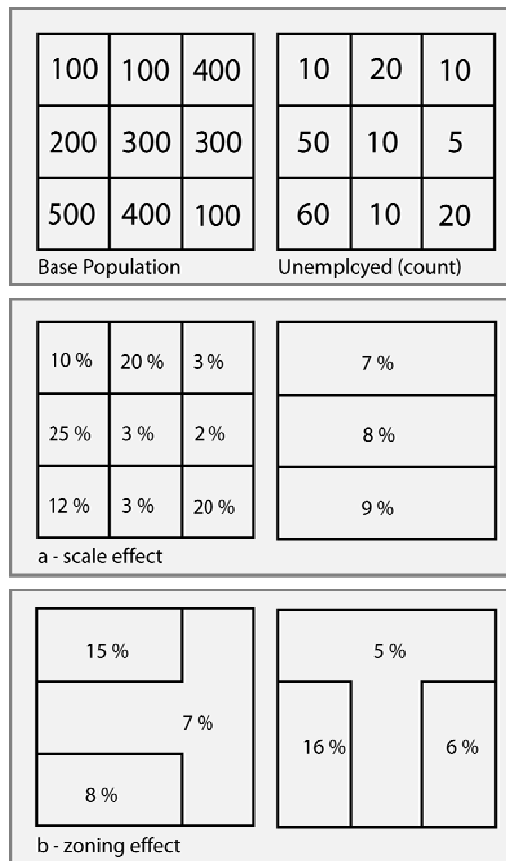 100 100 400 10 20 10
200 300 300 50 10 5
500 400 100 60 10 20
Base Population Unemplcyed (count)
10 % 20 % 3 % 7 %
25 % 3 % 2 % 8 %
12 % 3 % 20 % 9 %
a - scale effect
15 % 5 %
7 % 16 % 6 %
8 %
b - zoning effect